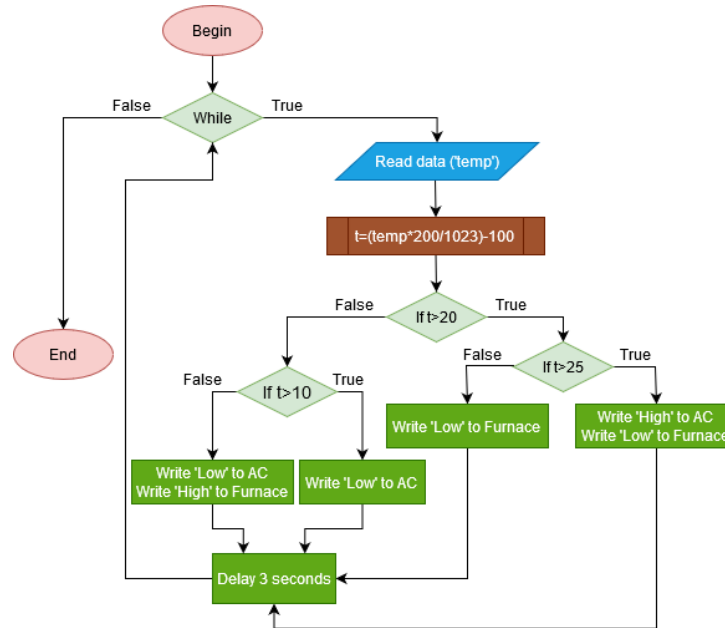 Begin
False
True
While
Read data ('temp')
t=(temp*200/1023)-100
False
True
If t>20
End
False
True
If t>25
False
True
If t>10
Write 'Low' to Furnace
Write 'High' to AC
Write 'Low' to Furnace
Write 'Low' to AC
Write 'High' to Furnace
Write 'Low' to AC
Delay 3 seconds